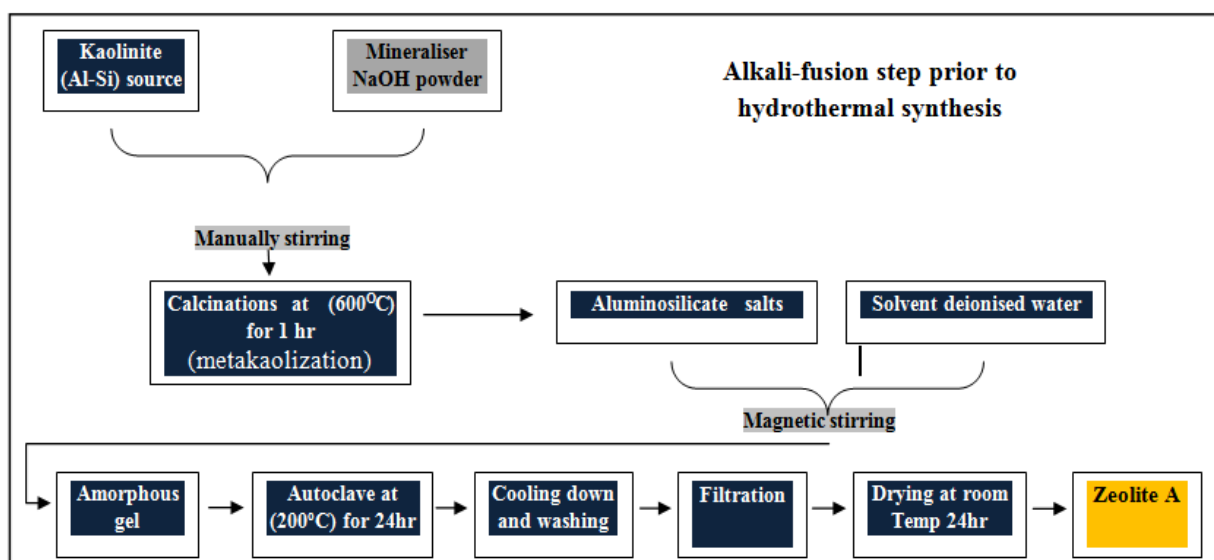 Kaolinite
(Al-Si) source
Mineraliser
NaOH powder
Alkali-fusion step prior to
hydrothermal synthesis
Manually stirring
Calcinations at (600⁰C)
for 1 hr
(metakaolization)
Aluminosilicate salts
Solvent deionised water
Magnetic stirring
Amorphous
gel
Autoclave at
(200⁰C) for 24hr
Cooling down
and washing
Filtration
Drying at room
Temp 24hr
Zeolite A